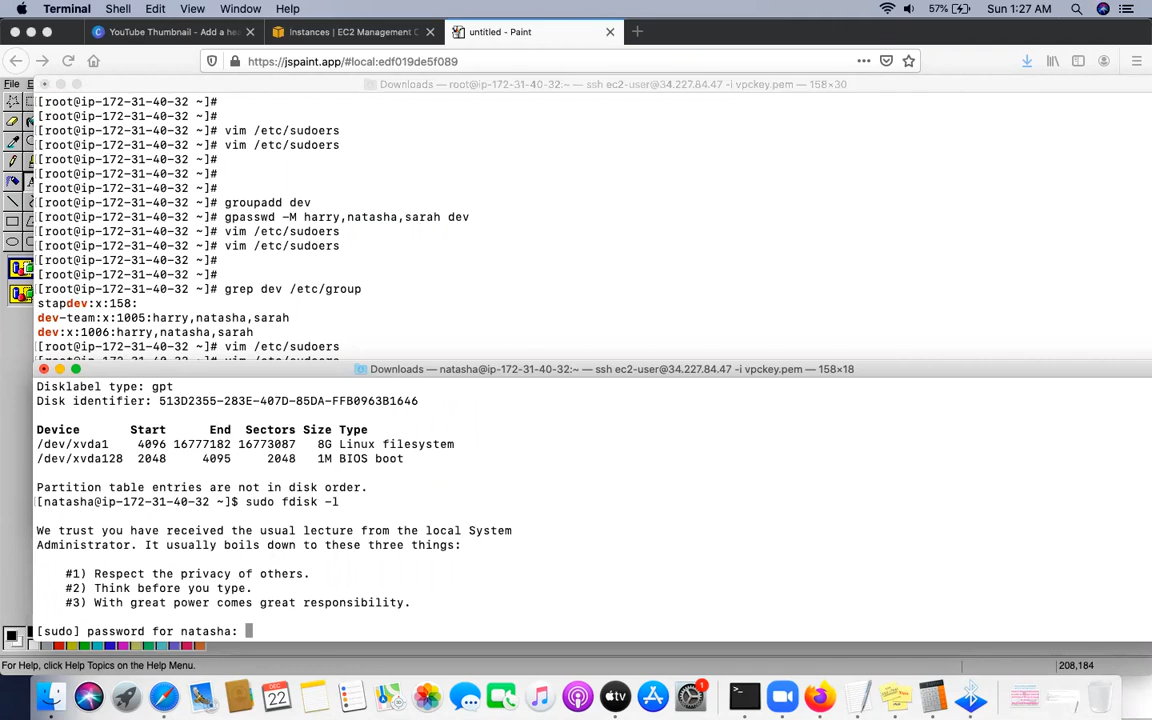 Terminal Shell Edit View Window Help 57% Sun 1:27 AM
YouTube Thumbnail - Add a he Instances | EC2 Management C untitled - Paint
https://jspaint.app/#local:edf019de5f089
File
Downloads — root@ip-172-31-40-32:~ — ssh ec2-user@34.227.84.47 -i vpckey.pem — 158×30
[root@ip-172-31-40-32 ~]#
[root@ip-172-31-40-32 ~]#
[root@ip-172-31-40-32 ~]# vim /etc/sudoers
[root@ip-172-31-40-32 ~]# vim /etc/sudoers
[root@ip-172-31-40-32 ~]#
[root@ip-172-31-40-32 ~]#
[root@ip-172-31-40-32 ~]#
[root@ip-172-31-40-32 ~]# groupadd dev
[root@ip-172-31-40-32 ~]# gpasswd -M harry,natasha,sarah dev
[root@ip-172-31-40-32 ~]# vim /etc/sudoers
[root@ip-172-31-40-32 ~]# vim /etc/sudoers
[root@ip-172-31-40-32 ~]#
[root@ip-172-31-40-32 ~]#
[root@ip-172-31-40-32 ~]# grep dev /etc/group
stapdev:x:158:
dev-team:x:1005:harry,natasha,sarah
dev:x:1006:harry,natasha,sarah
[root@ip-172-31-40-32 ~]# vim /etc/sudoers
[root@ip-172-31-40-32 ~]# vim /etc/sudoers
Downloads — natasha@ip-172-31-40-32:~ — ssh ec2-user@34.227.84.47 -i vpckey.pem — 158×18
Disklabel type: gpt
Disk identifier: 513D2355-283E-407D-85DA-FFB0963B1646
Device Start End Sectors Size Type
/dev/xvda1 4096 16777182 16773087 8G Linux filesystem
/dev/xvda128 2048 4095 2048 1M BIOS boot
Partition table entries are not in disk order.
[natasha@ip-172-31-40-32 ~]$ sudo fdisk -l
We trust you have received the usual lecture from the local System
Administrator. It usually boils down to these three things:
#1) Respect the privacy of others.
#2) Think before you type.
#3) With great power comes great responsibility.
[sudo] password for natasha:
For Help, click Help Topics on the Help Menu. 208,184
DEC
22
tv
1